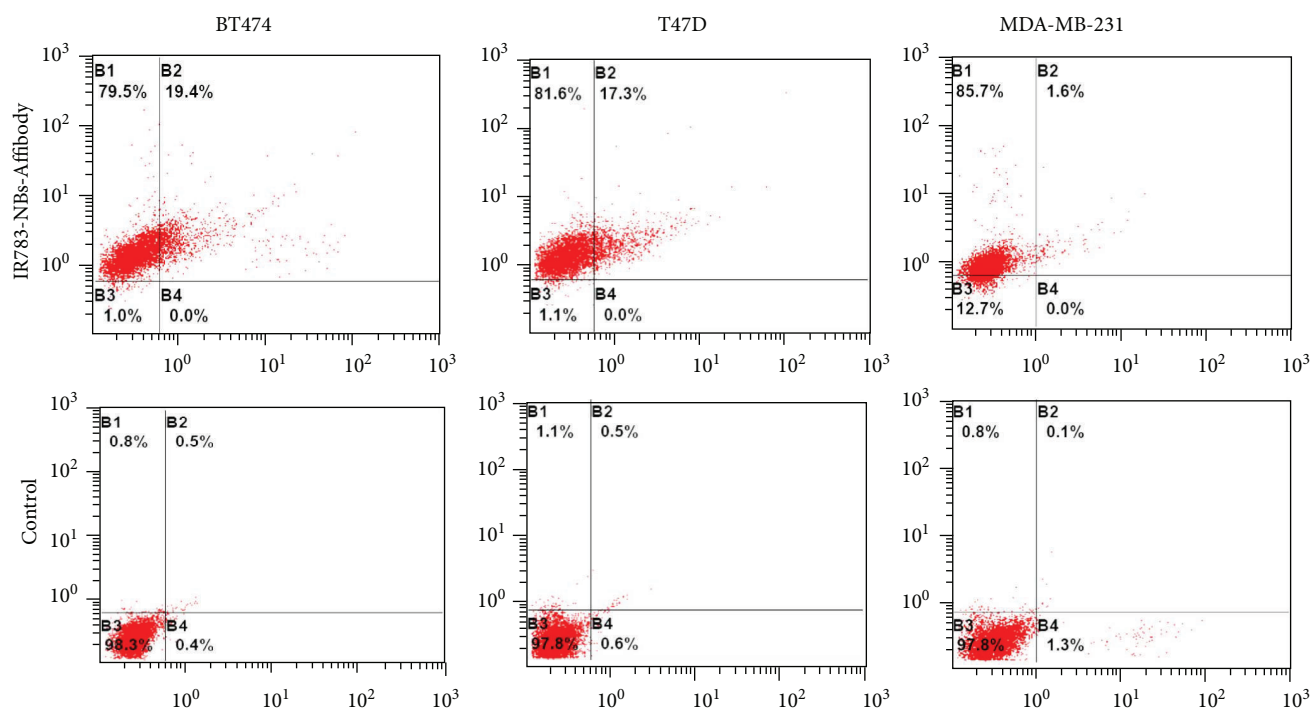 BT474 T47D MDA-MB-231
IR783-NBs-Affibody
10³ 10³ 10³
B1 B2 B1 B2 B1 B2
79.5% 19.4% 81.6% 17.3% 85.7% 1.6%
10² 10² 10²
10¹ 10¹ 10¹
10⁰ 10⁰ 10⁰
B3 B4 B3 B4 B3 B4
1.0% 0.0% 1.1% 0.0% 12.7% 0.0%
10⁰ 10¹ 10² 10³ 10⁰ 10¹ 10² 10³ 10⁰ 10¹ 10² 10³
Control
10³ 10³ 10³
B1 B2 B1 B2 B1 B2
0.8% 0.5% 1.1% 0.5% 0.8% 0.1%
10² 10² 10²
10¹ 10¹ 10¹
10⁰ 10⁰ 10⁰
B3 B4 B3 B4 B3 B4
98.3% 0.4% 97.8% 0.6% 97.8% 1.3%
10⁰ 10¹ 10² 10³ 10⁰ 10¹ 10² 10³ 10⁰ 10¹ 10² 10³